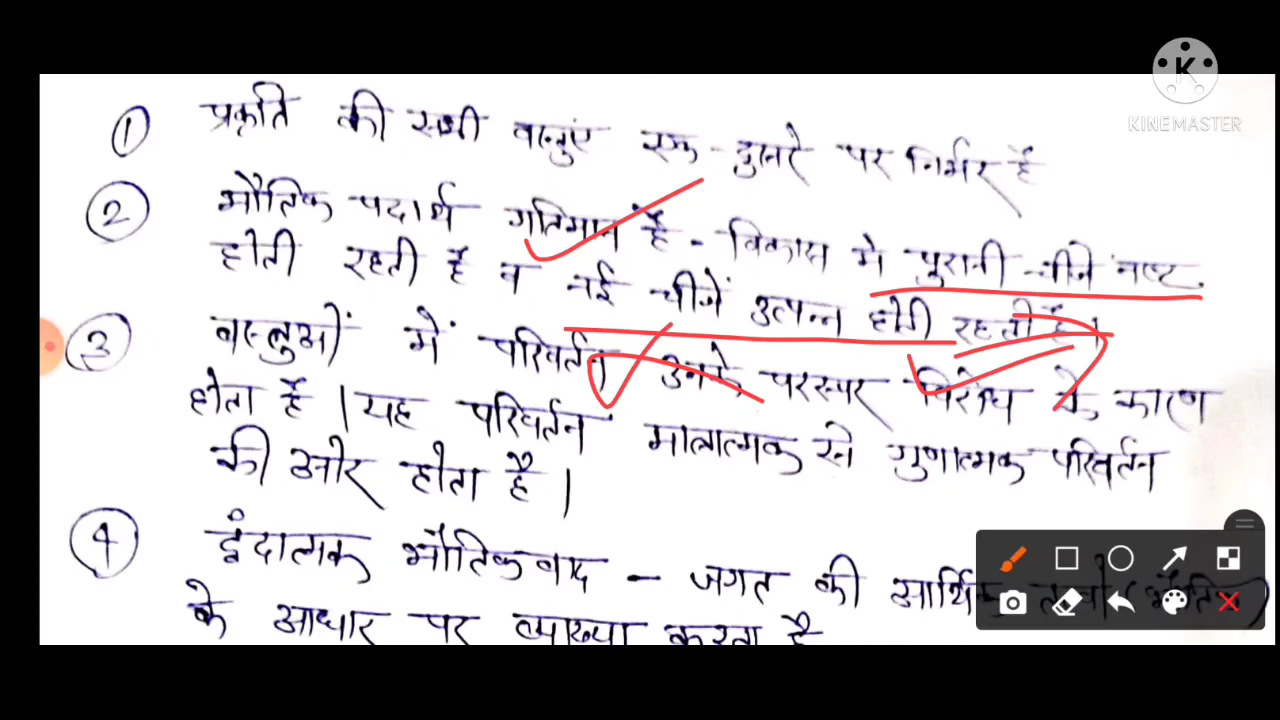 KINEMASTER
① प्रकृति की सभी वस्तुएं एक - दुसरे पर निर्भर है
② भौतिक पदार्थ गतिमान है - विकास मे पुरानी चीजे नष्ट
होती रहती है व नई चीजें उत्पन्न होती रहती है।
③ वस्तुओं में परिवर्तन उनके परस्पर विरोध के कारण
होता है। यह परिवर्तन मात्रात्मक से गुणात्मक परिवर्तन
की ओर होता है।
④ द्वंदात्मक भौतिकवाद - जगत की आर्थिक
के आधार पर व्याख्या करता है